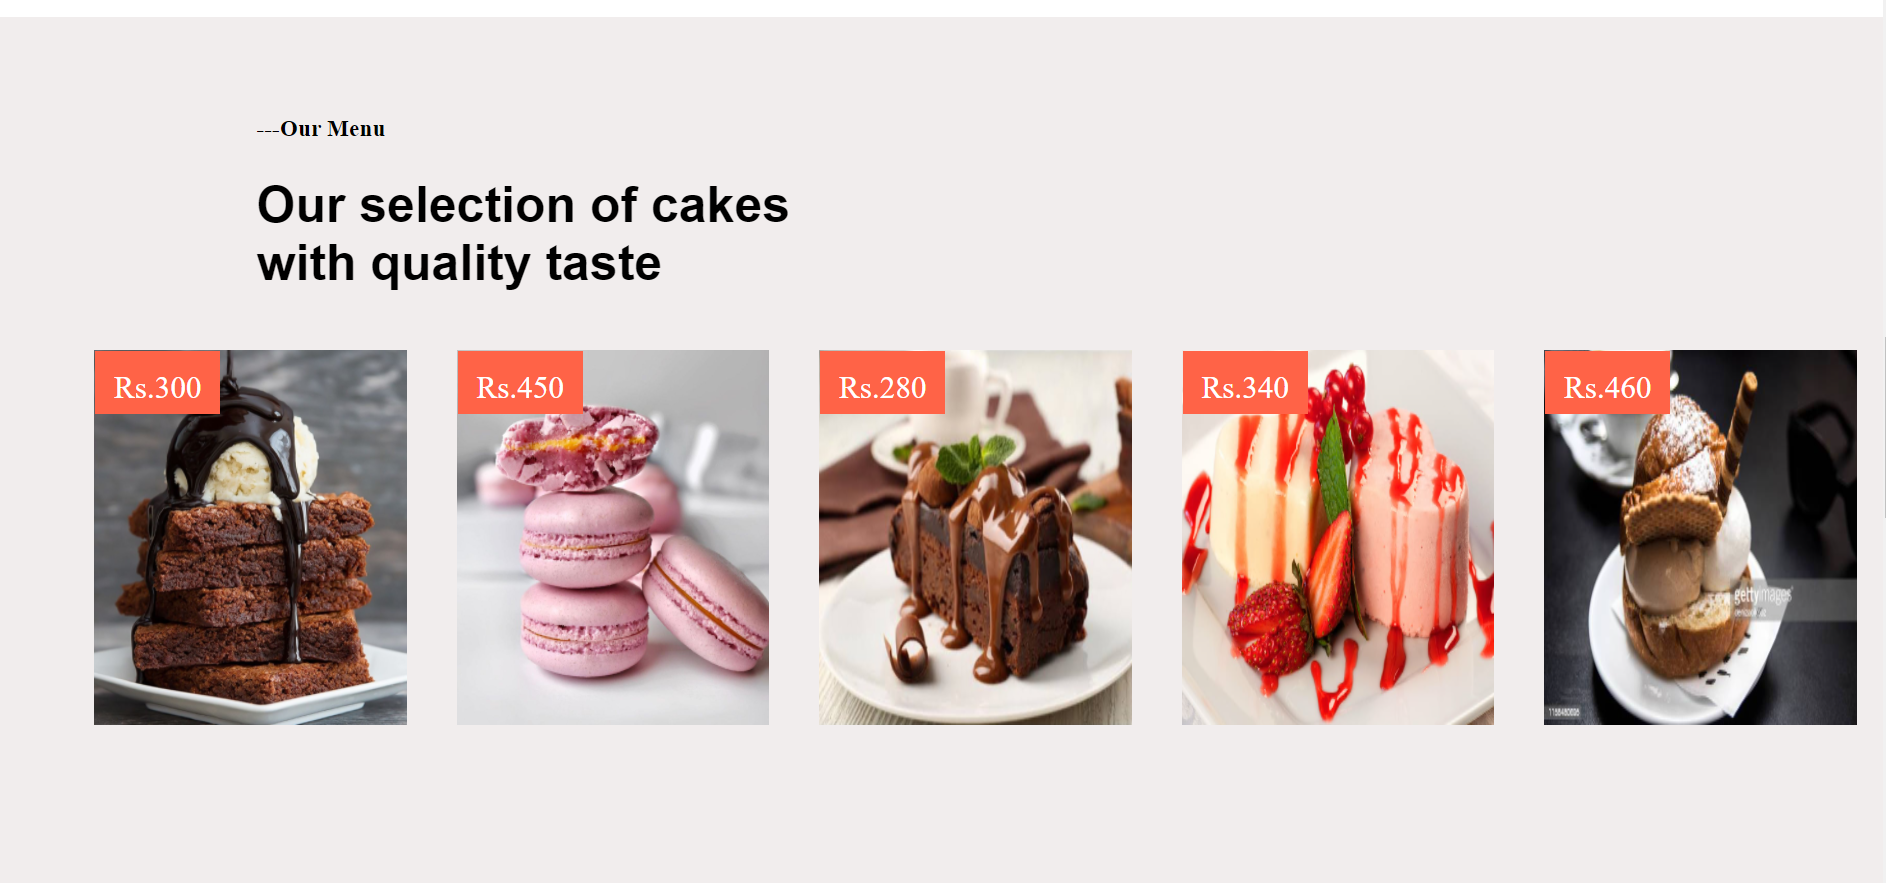 ---Our Menu
Our selection of cakes
with quality taste
Rs.300
Rs.450
Rs.280
Rs.340
Rs.460
gettyimages